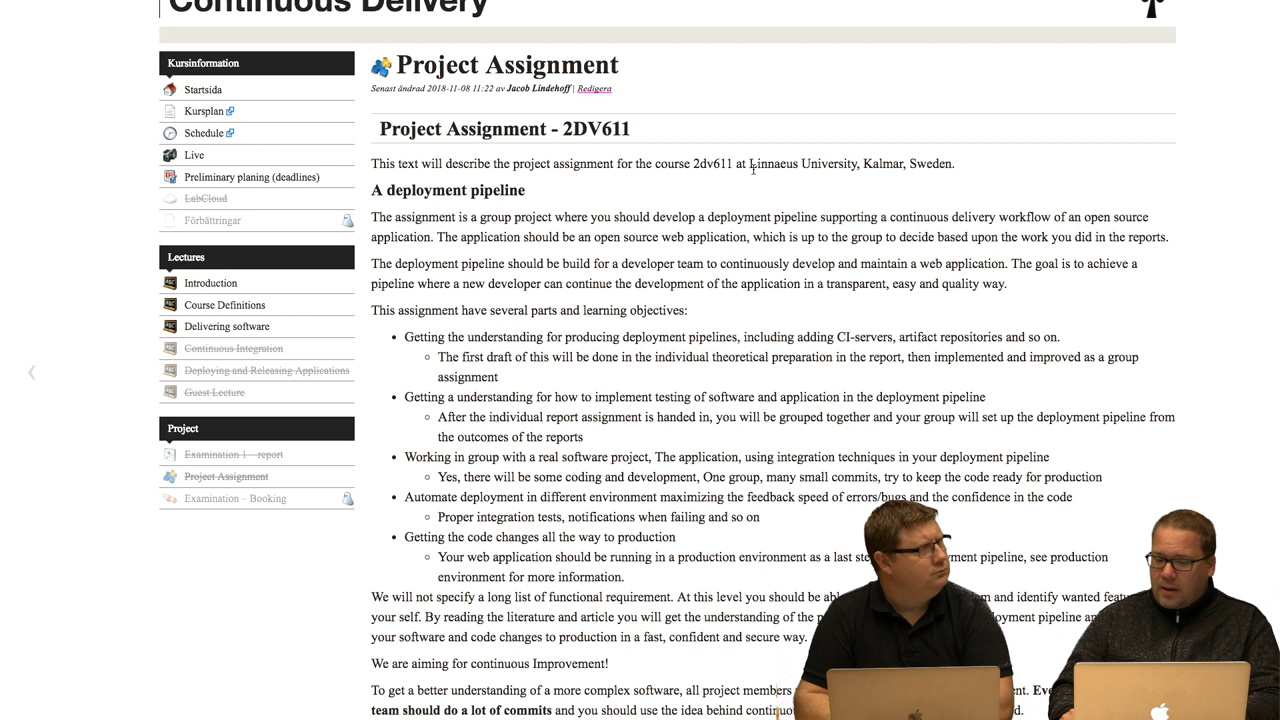 Continuous Delivery
Kursinformation
Startsida
Kursplan
Schedule
Live
Preliminary planing (deadlines)
LabCloud
Förbättringar
Lectures
Introduction
Course Definitions
Delivering software
Continuous Integration
Deploying and Releasing Applications
Guest Lecture
Project
Examination 1 – report
Project Assignment
Examination – Booking
Project Assignment
Senast ändrad 2018-11-08 11:22 av Jacob Lindehoff | Redigera
Project Assignment - 2DV611
This text will describe the project assignment for the course 2dv611 at Linnaeus University, Kalmar, Sweden.
A deployment pipeline
The assignment is a group project where you should develop a deployment pipeline supporting a continuous delivery workflow of an open source
application. The application should be an open source web application, which is up to the group to decide based upon the work you did in the reports.
The deployment pipeline should be build for a developer team to continuously develop and maintain a web application. The goal is to achieve a
pipeline where a new developer can continue the development of the application in a transparent, easy and quality way.
This assignment have several parts and learning objectives:
• Getting the understanding for producing deployment pipelines, including adding CI-servers, artifact repositories and so on.
◦ The first draft of this will be done in the individual theoretical preparation in the report, then implemented and improved as a group
assignment
• Getting a understanding for how to implement testing of software and application in the deployment pipeline
◦ After the individual report assignment is handed in, you will be grouped together and your group will set up the deployment pipeline from
the outcomes of the reports
• Working in group with a real software project, The application, using integration techniques in your deployment pipeline
◦ Yes, there will be some coding and development, One group, many small commits, try to keep the code ready for production
• Automate deployment in different environment maximizing the feedback speed of errors/bugs and the confidence in the code
◦ Proper integration tests, notifications when failing and so on
• Getting the code changes all the way to production
◦ Your web application should be running in a production environment as a last pipeline, see production
environment for more information.
We will not specify a long list of functional requirement. At this level you should be and identify wanted
your self. By reading the literature and article you will get the understanding of the pipeline
your software and code changes to production in a fast, confident and secure way.
We are aiming for continuous Improvement!
To get a better understanding of a more complex software, all project members
team should do a lot of commits and you should use the idea behind